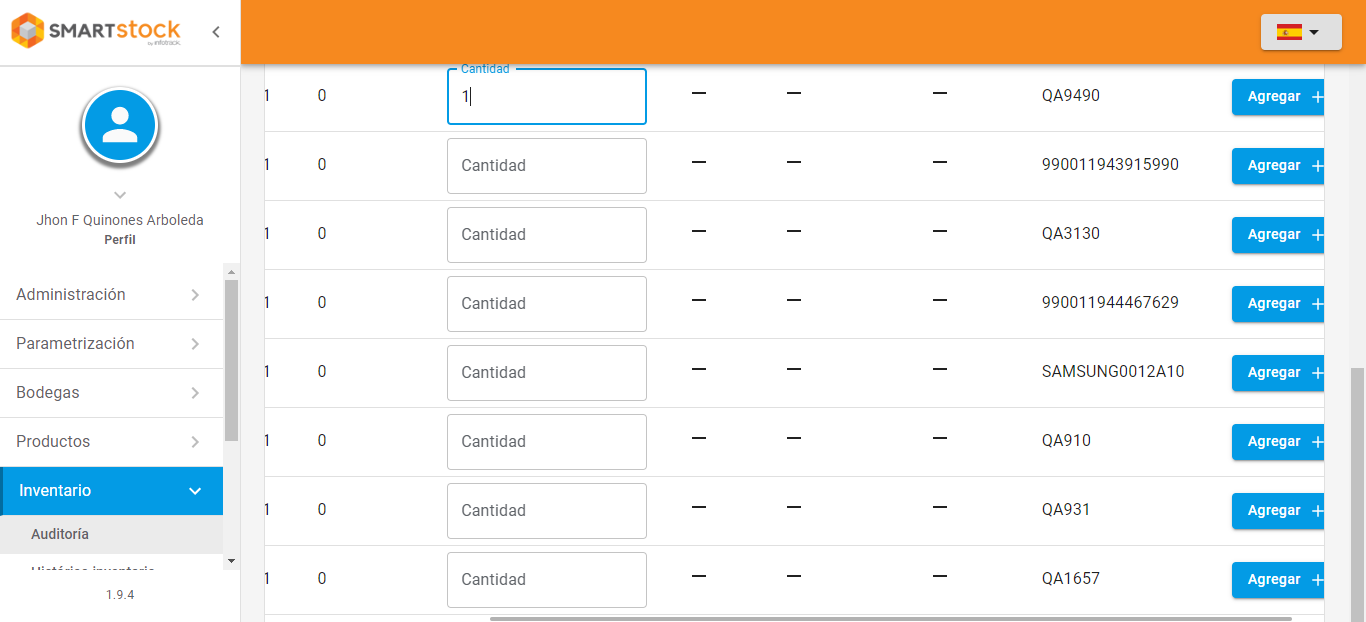 SMARTstock
by infotrack.
Jhon F Quinones Arboleda
Perfil
Administración
Parametrización
Bodegas
Productos
Inventario
Auditoría
Histórico inventario
1.9.4
Cantidad
1 0 1 — — — QA9490 Agregar +
1 0 Cantidad — — — 990011943915990 Agregar +
1 0 Cantidad — — — QA3130 Agregar +
1 0 Cantidad — — — 990011944467629 Agregar +
1 0 Cantidad — — — SAMSUNG0012A10 Agregar +
1 0 Cantidad — — — QA910 Agregar +
1 0 Cantidad — — — QA931 Agregar +
1 0 Cantidad — — — QA1657 Agregar +